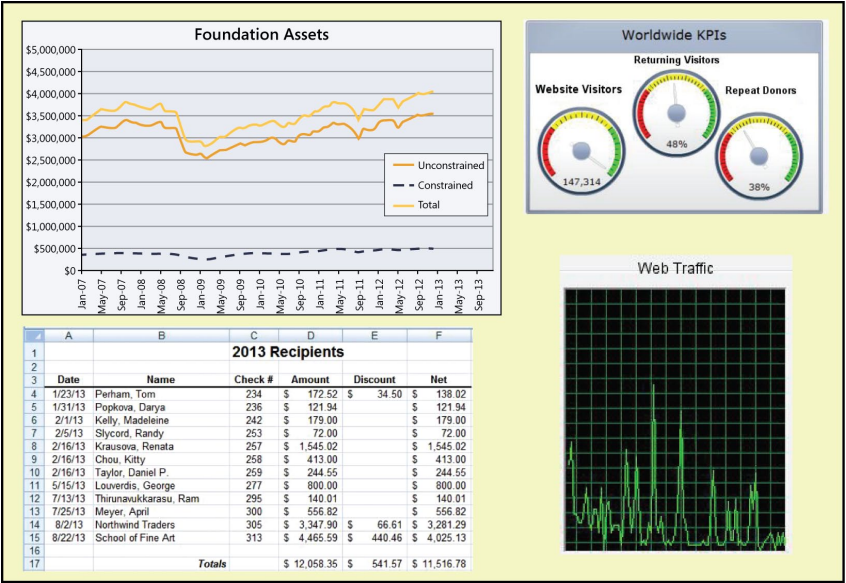 Foundation Assets
$5,000,000
$4,500,000
$4,000,000
$3,500,000
$3,000,000
$2,500,000
$2,000,000
$1,500,000
$1,000,000
$500,000
$0
Unconstrained
Constrained
Total
Jan-07 May-07 Sep-07 Jan-08 May-08 Sep-08 Jan-09 May-09 Sep-09 Jan-10 May-10 Sep-10 Jan-11 May-11 Sep-11 Jan-12 May-12 Sep-12 Jan-13 May-13 Sep-13
Worldwide KPIs
Returning Visitors
Website Visitors
Repeat Donors
48%
147,314
38%
A B C D E F
1 2013 Recipients
2
3 Date Name Check # Amount Discount Net
4 1/23/13 Perham, Tom 234 $ 172.52 $ 34.50 $ 138.02
5 1/31/13 Popkova, Darya 236 $ 121.94 $ 121.94
6 2/1/13 Kelly, Madeleine 242 $ 179.00 $ 179.00
7 2/5/13 Slycord, Randy 253 $ 72.00 $ 72.00
8 2/16/13 Krausova, Renata 257 $ 1,545.02 $ 1,545.02
9 2/16/13 Chou, Kitty 258 $ 413.00 $ 413.00
10 2/16/13 Taylor, Daniel P. 259 $ 244.55 $ 244.55
11 5/15/13 Louverdis, George 277 $ 800.00 $ 800.00
12 7/13/13 Thirunavukkarasu, Ram 295 $ 140.01 $ 140.01
13 7/25/13 Meyer, April 300 $ 556.82 $ 556.82
14 8/2/13 Northwind Traders 305 $ 3,347.90 $ 66.61 $ 3,281.29
15 8/22/13 School of Fine Art 313 $ 4,465.59 $ 440.46 $ 4,025.13
16
17 Totals $ 12,058.35 $ 541.57 $ 11,516.78
Web Traffic